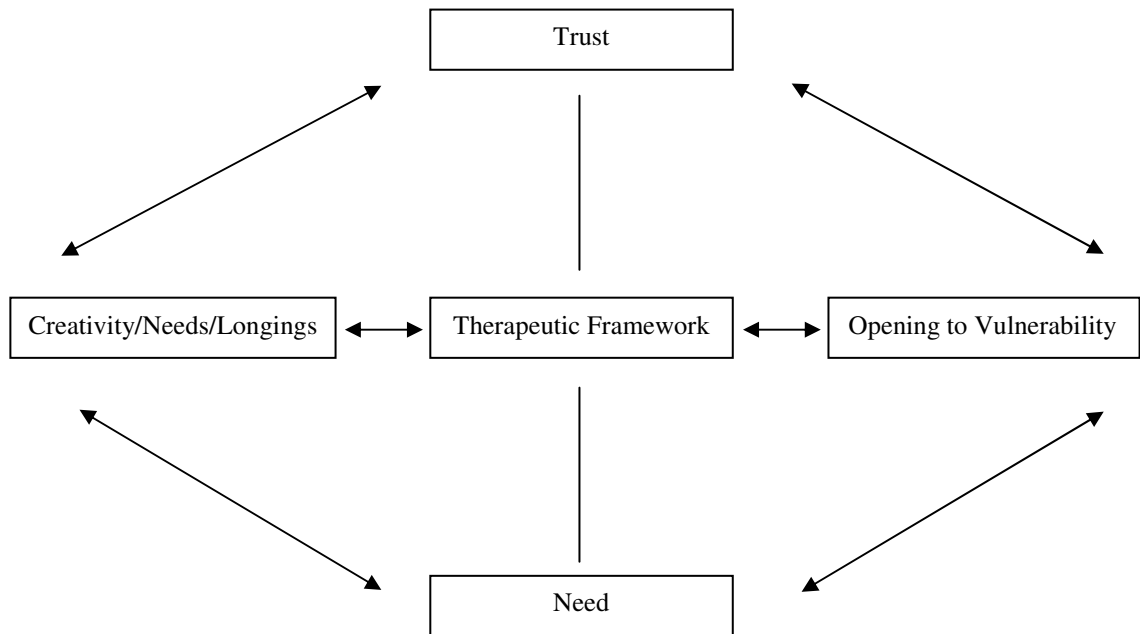 Trust
Creativity/Needs/Longings
Therapeutic Framework
Opening to Vulnerability
Need